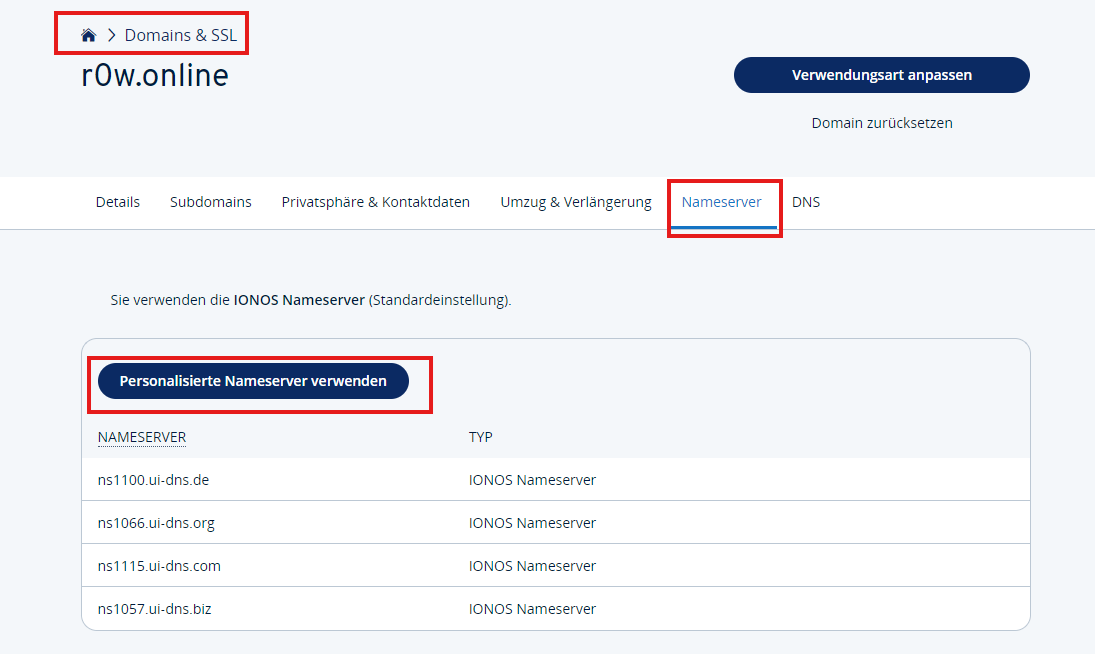 Domains & SSL
r0w.online
Verwendungsart anpassen
Domain zurücksetzen
Details Subdomains Privatsphäre & Kontaktdaten Umzug & Verlängerung Nameserver DNS
Sie verwenden die IONOS Nameserver (Standardeinstellung).
Personalisierte Nameserver verwenden
NAMESERVER TYP
ns1100.ui-dns.de IONOS Nameserver
ns1066.ui-dns.org IONOS Nameserver
ns1115.ui-dns.com IONOS Nameserver
ns1057.ui-dns.biz IONOS Nameserver